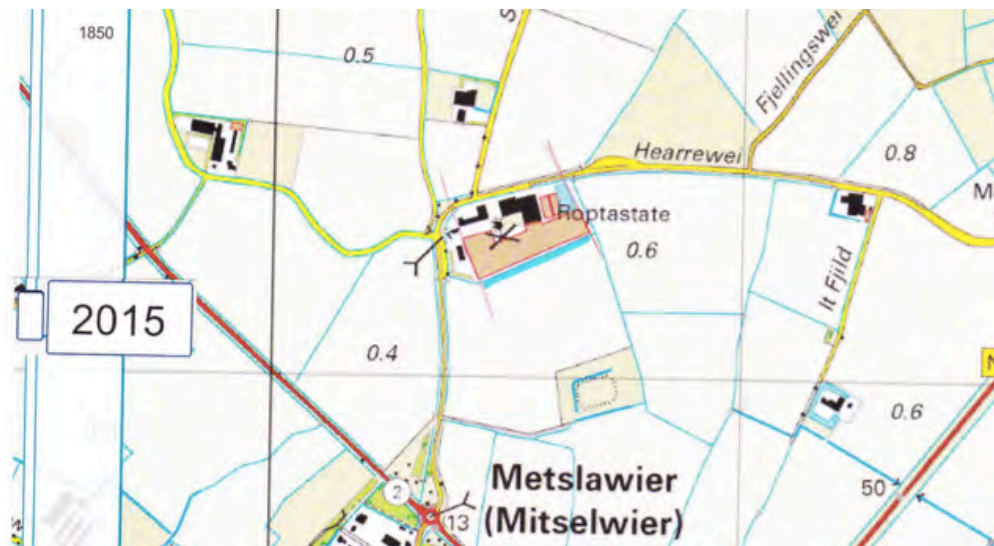 1850
0.5
S
Fjellingswei
Hearrewei
0.8
M
Roptastate
0.6
It Fjild
2015
0.4
N
0.6
Metslawier
(Mitselwier)
2
13
50